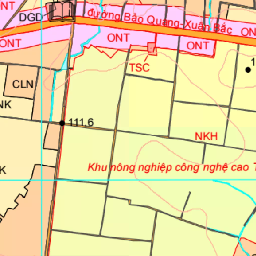 DGD
đường Bảo Quang-Xuân Bắc
ONT
ONT
ONT
ONT
TSC
CLN
NK
111.6
NKH
Khu nông nghiệp công nghệ cao T